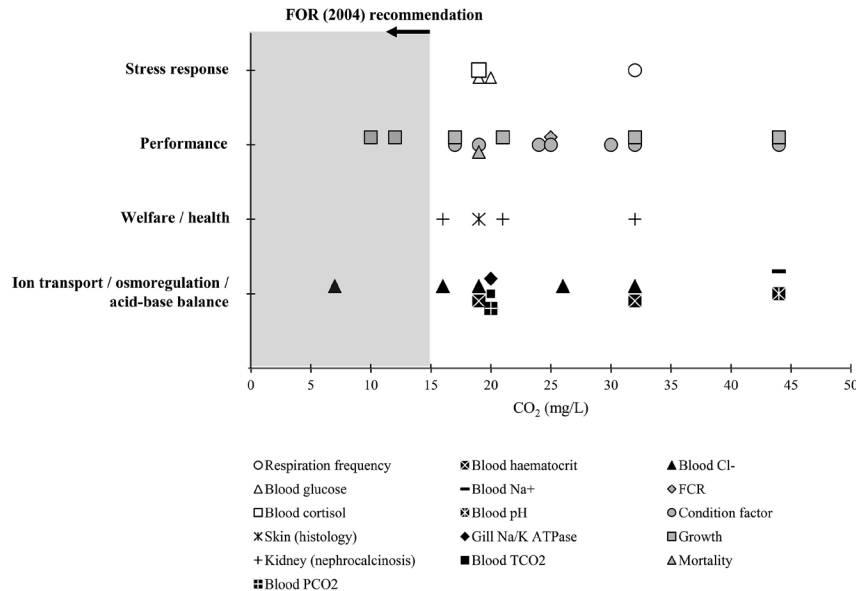 FOR (2004) recommendation
Stress response
Performance
Welfare / health
Ion transport / osmoregulation /
acid-base balance
0 5 10 15 20 25 30 35 40 45 50
CO₂ (mg/L)
Respiration frequency Blood haematocrit Blood Cl-
Blood glucose Blood Na+ FCR
Blood cortisol Blood pH Condition factor
Skin (histology) Gill Na/K ATPase Growth
Kidney (nephrocalcinosis) Blood TCO2 Mortality
Blood PCO2